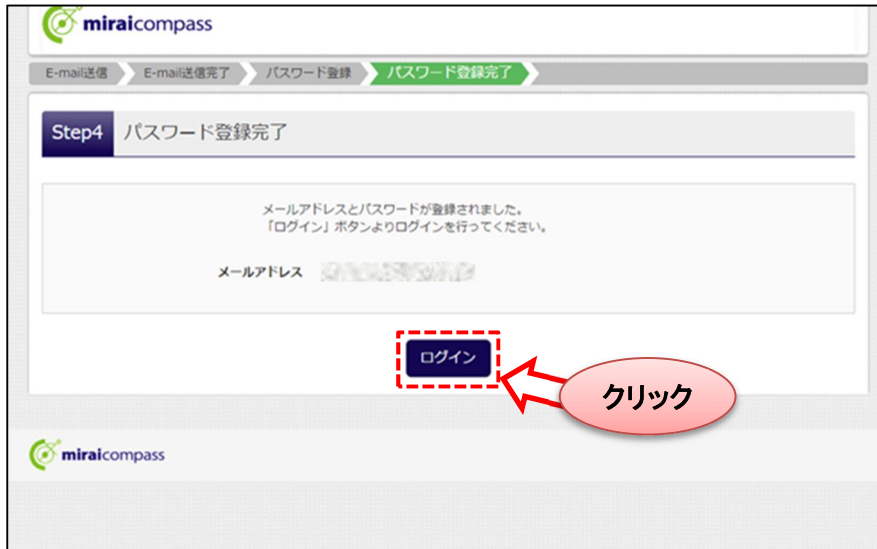 miraicompass
E-mail送信 E-mail送信完了 パスワード登録 パスワード登録完了
Step4 パスワード登録完了
メールアドレスとパスワードが登録されました。
「ログイン」ボタンよりログインを行ってください。
メールアドレス
ログイン
クリック
miraicompass